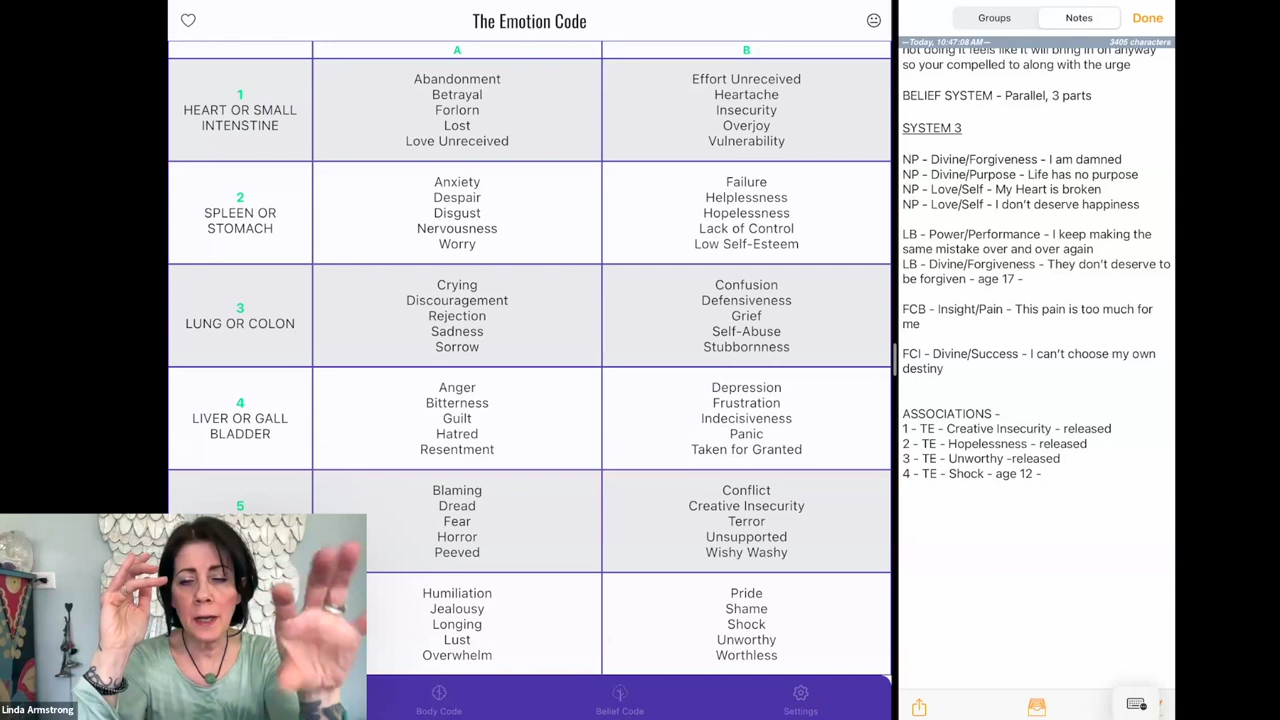 The Emotion Code
A
B
1
HEART OR SMALL
INTENSTINE
Abandonment
Betrayal
Forlorn
Lost
Love Unreceived
Effort Unreceived
Heartache
Insecurity
Overjoy
Vulnerability
2
SPLEEN OR
STOMACH
Anxiety
Despair
Disgust
Nervousness
Worry
Failure
Helplessness
Hopelessness
Lack of Control
Low Self-Esteem
3
LUNG OR COLON
Crying
Discouragement
Rejection
Sadness
Sorrow
Confusion
Defensiveness
Grief
Self-Abuse
Stubbornness
4
LIVER OR GALL
BLADDER
Anger
Bitterness
Guilt
Hatred
Resentment
Depression
Frustration
Indecisiveness
Panic
Taken for Granted
5
Blaming
Dread
Fear
Horror
Peeved
Conflict
Creative Insecurity
Terror
Unsupported
Wishy Washy
Humiliation
Jealousy
Longing
Lust
Overwhelm
Pride
Shame
Shock
Unworthy
Worthless
Body Code
Belief Code
Settings
Linda Armstrong
Groups
Notes
Done
—Today, 10:47:08 AM—
3405 characters
not doing it feels like it will bring in on anyway
so your compelled to along with the urge
BELIEF SYSTEM - Parallel, 3 parts
SYSTEM 3
NP - Divine/Forgiveness - I am damned
NP - Divine/Purpose - Life has no purpose
NP - Love/Self - My Heart is broken
NP - Love/Self - I don't deserve happiness
LB - Power/Performance - I keep making the
same mistake over and over again
LB - Divine/Forgiveness - They don't deserve to
be forgiven - age 17 -
FCB - Insight/Pain - This pain is too much for
me
FCI - Divine/Success - I can't choose my own
destiny
ASSOCIATIONS -
1 - TE - Creative Insecurity - released
2 - TE - Hopelessness - released
3 - TE - Unworthy -released
4 - TE - Shock - age 12 -